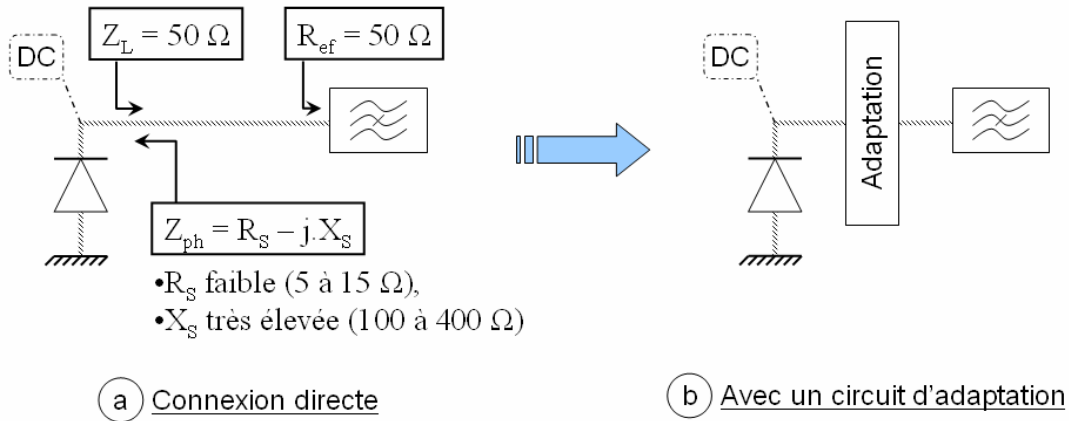 DC
Z_L = 50 Ω
R_ef = 50 Ω
Z_ph = R_S – j.X_S
•R_S faible (5 à 15 Ω),
•X_S très élevée (100 à 400 Ω)
a Connexion directe
DC
Adaptation
b Avec un circuit d'adaptation